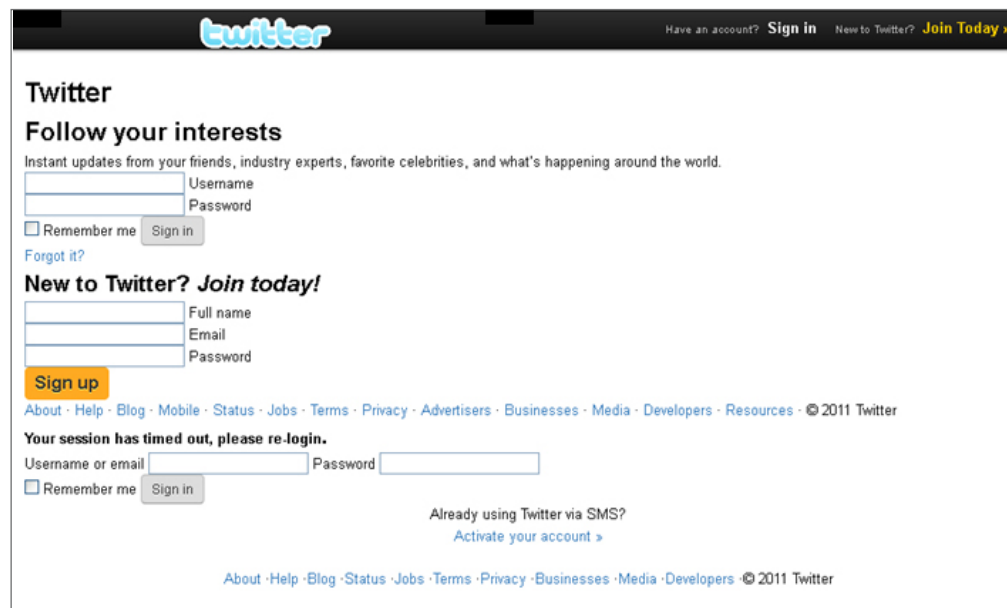 twitter Have an account? Sign in New to Twitter? Join Today »
Twitter
Follow your interests
Instant updates from your friends, industry experts, favorite celebrities, and what's happening around the world.
Username
Password
Remember me Sign in
Forgot it?
New to Twitter? Join today!
Full name
Email
Password
Sign up
About · Help · Blog · Mobile · Status · Jobs · Terms · Privacy · Advertisers · Businesses · Media · Developers · Resources · © 2011 Twitter
Your session has timed out, please re-login.
Username or email Password
Remember me Sign in
Already using Twitter via SMS?
Activate your account »
About ·Help ·Blog ·Status ·Jobs ·Terms ·Privacy ·Businesses ·Media ·Developers ·© 2011 Twitter